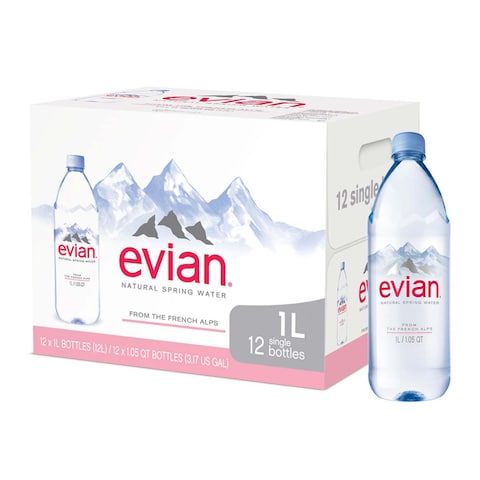 evian
evian
evian
NATURAL SPRING WATER
FROM THE FRENCH ALPS
1L
12 single bottles
12 x 1L BOTTLES (12L) / 12 x 1.05 QT BOTTLES (3.17 US GAL)
12 single
evian
evian
NATURAL SPRING WATER
FROM
THE FRENCH ALPS
1L / 1.05 QT